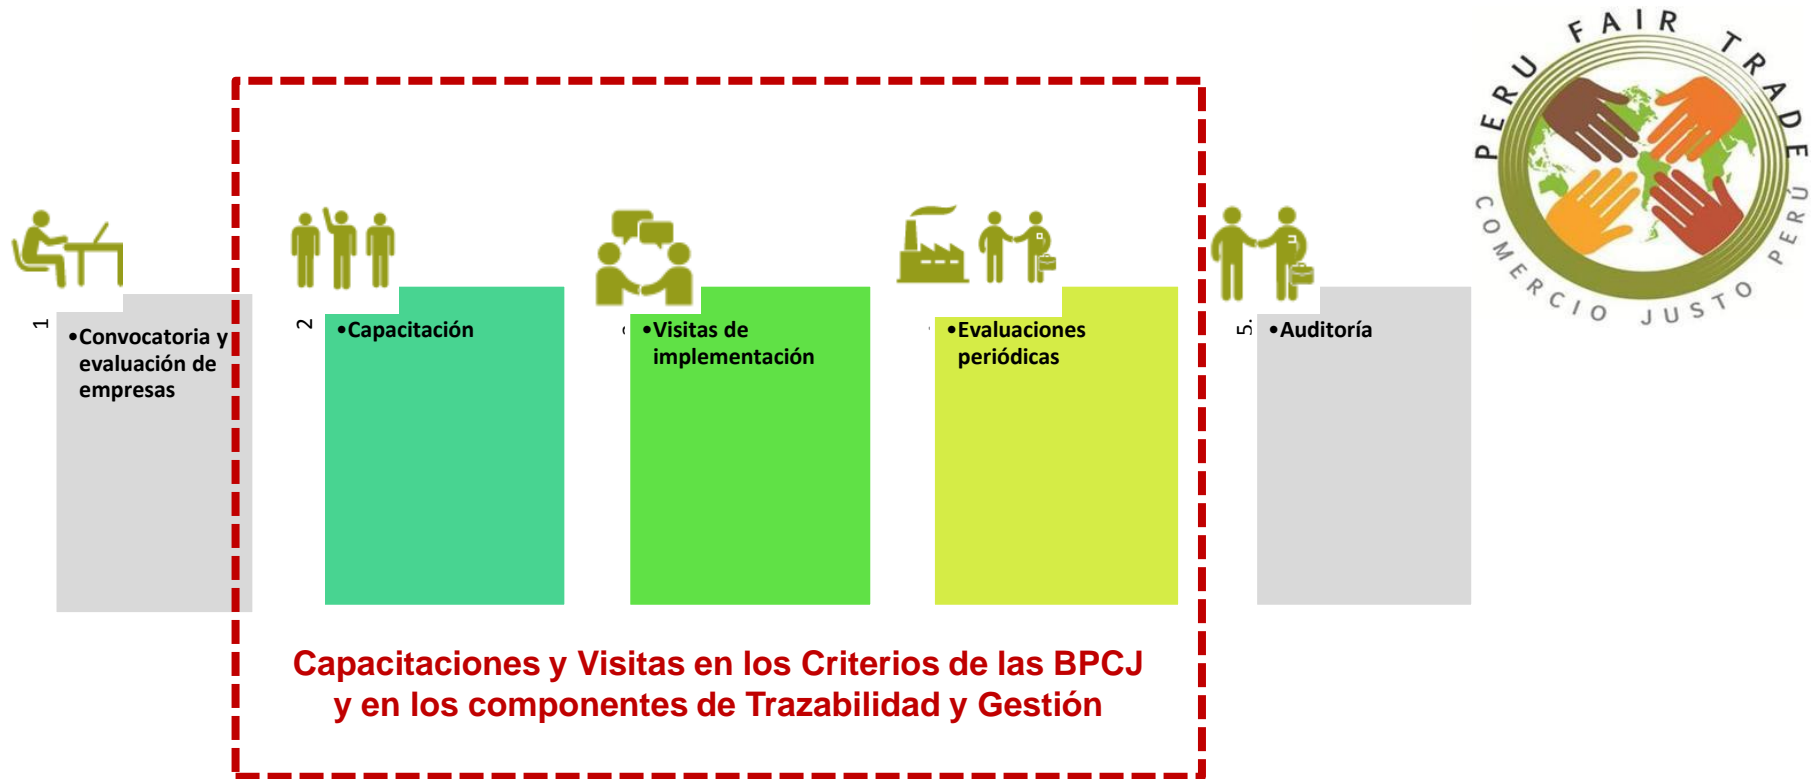 PERU FAIR TRADE
COMERCIO JUSTO PERÚ
1
•Convocatoria y
evaluación de
empresas
2
•Capacitación
•Visitas de
implementación
•Evaluaciones
periódicas
5.
•Auditoría
Capacitaciones y Visitas en los Criterios de las BPCJ
y en los componentes de Trazabilidad y Gestión